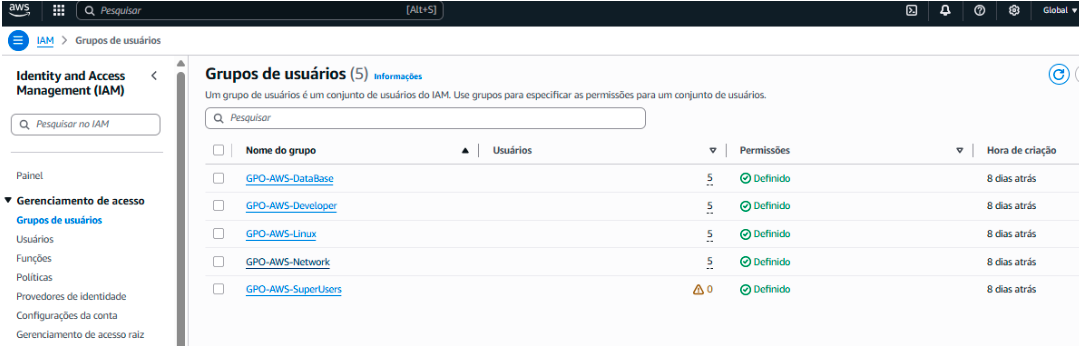 aws Pesquisar [Alt+S] Global
IAM > Grupos de usuários
Identity and Access
Management (IAM)
Pesquisar no IAM
Painel
Gerenciamento de acesso
Grupos de usuários
Usuários
Funções
Políticas
Provedores de identidade
Configurações da conta
Gerenciamento de acesso raiz
Grupos de usuários (5) Informações
Um grupo de usuários é um conjunto de usuários do IAM. Use grupos para especificar as permissões para um conjunto de usuários.
Pesquisar
Nome do grupo Usuários Permissões Hora de criação
GPO-AWS-DataBase 5 Definido 8 dias atrás
GPO-AWS-Developer 5 Definido 8 dias atrás
GPO-AWS-Linux 5 Definido 8 dias atrás
GPO-AWS-Network 5 Definido 8 dias atrás
GPO-AWS-SuperUsers 0 Definido 8 dias atrás